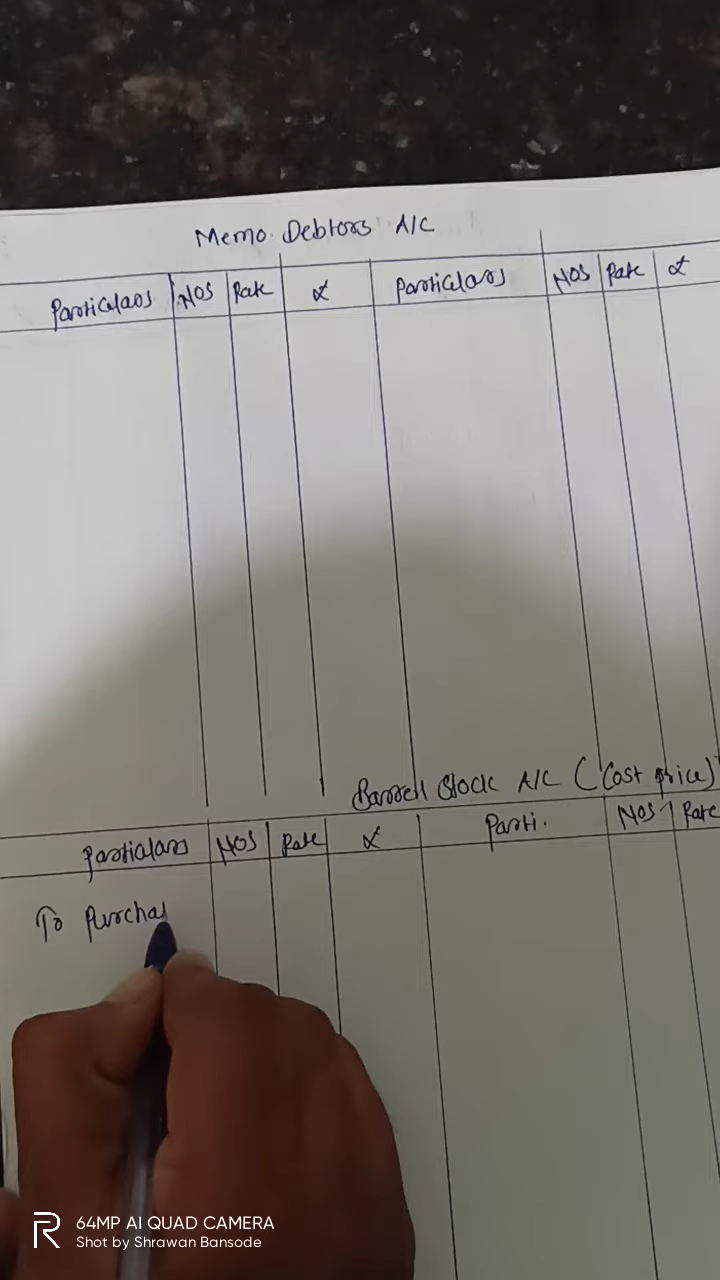 Memo. Debtors A/C
Particulars NOS Rate ₹ Particulars NOS Rate ₹
Barrell Stock A/C (Cost price)
Particulars NOS Rate ₹ Parti. NOS Rate
To Purchas
R 64MP AI QUAD CAMERA
Shot by Shrawan Bansode